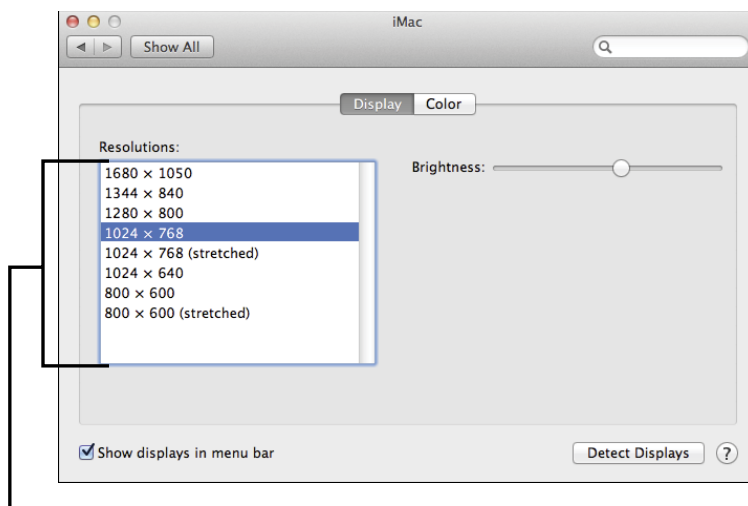 iMac
Show All
Display Color
Resolutions:
Brightness:
1680 × 1050
1344 × 840
1280 × 800
1024 × 768
1024 × 768 (stretched)
1024 × 640
800 × 600
800 × 600 (stretched)
Show displays in menu bar
Detect Displays ?